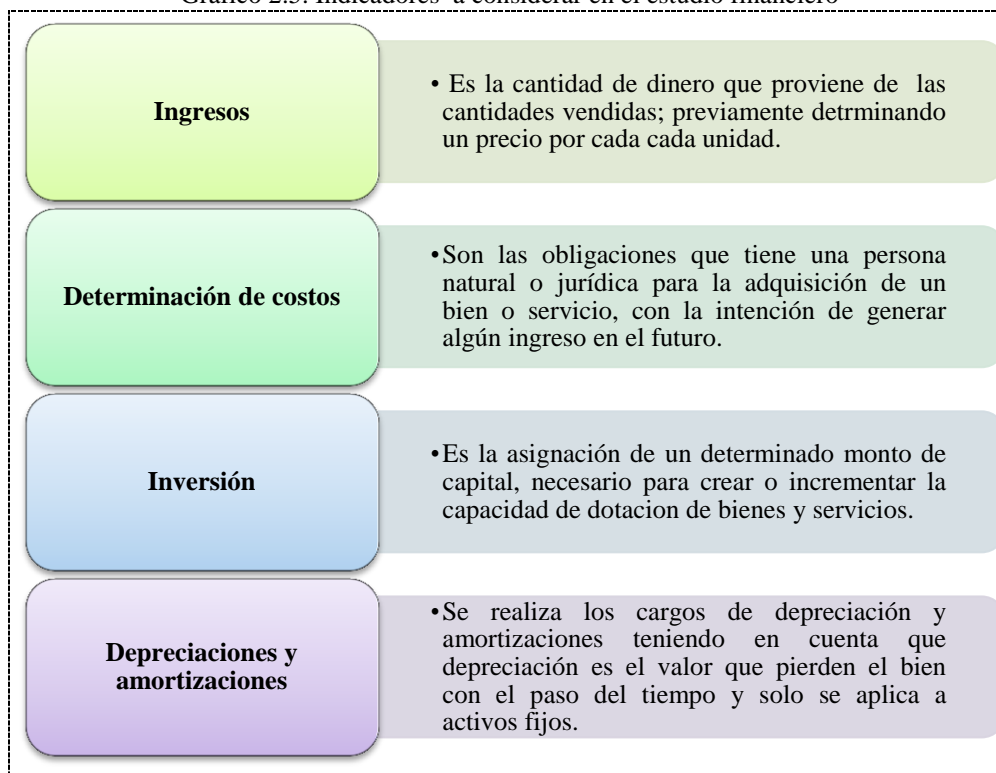 Gráfico 2.3: Indicadores a considerar en el estudio financiero
Ingresos
• Es la cantidad de dinero que proviene de las
cantidades vendidas; previamente detrminando
un precio por cada cada unidad.
Determinación de costos
•Son las obligaciones que tiene una persona
natural o jurídica para la adquisición de un
bien o servicio, con la intención de generar
algún ingreso en el futuro.
Inversión
•Es la asignación de un determinado monto de
capital, necesario para crear o incrementar la
capacidad de dotacion de bienes y servicios.
Depreciaciones y
amortizaciones
•Se realiza los cargos de depreciación y
amortizaciones teniendo en cuenta que
depreciación es el valor que pierden el bien
con el paso del tiempo y solo se aplica a
activos fijos.